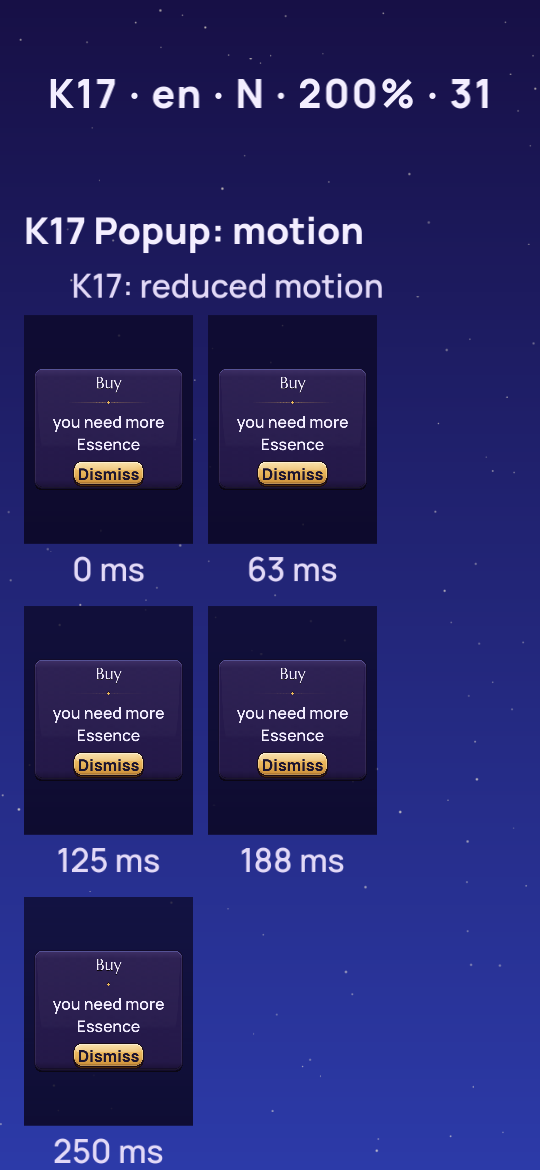 K17 · en · N · 200% · 31
K17 Popup: motion
K17: reduced motion
Buy
you need more
Essence
Dismiss
0 ms
Buy
you need more
Essence
Dismiss
63 ms
Buy
you need more
Essence
Dismiss
125 ms
Buy
you need more
Essence
Dismiss
188 ms
Buy
you need more
Essence
Dismiss
250 ms